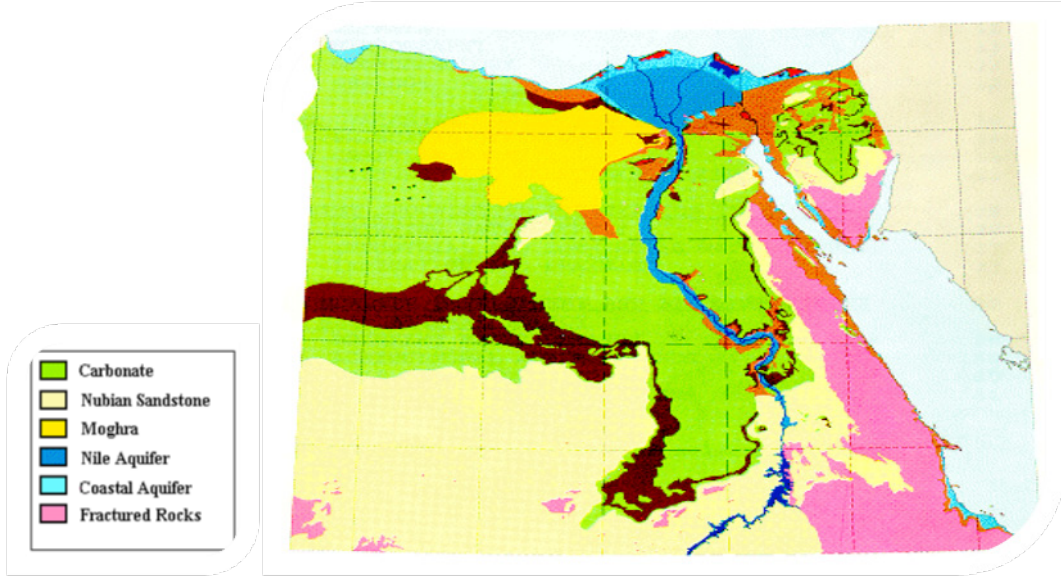 Carbonate
Nubian Sandstone
Moghra
Nile Aquifer
Coastal Aquifer
Fractured Rocks